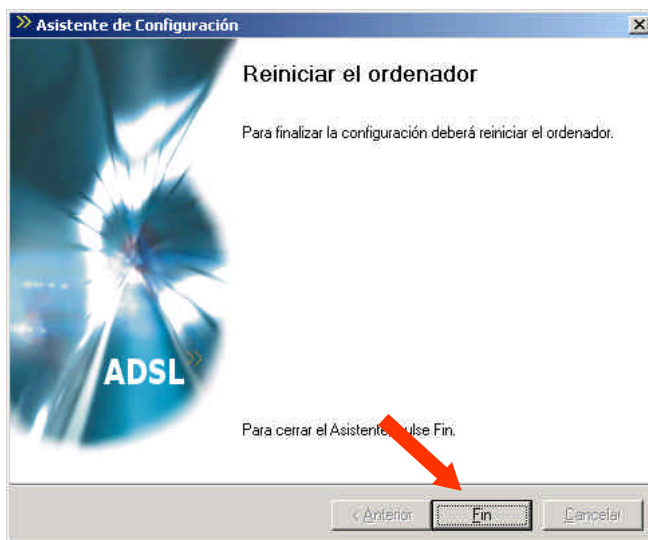 Asistente de Configuración
Reiniciar el ordenador
Para finalizar la configuración deberá reiniciar el ordenador.
ADSL
Para cerrar el Asistente pulse Fin.
< Anterior Fin Cancelar